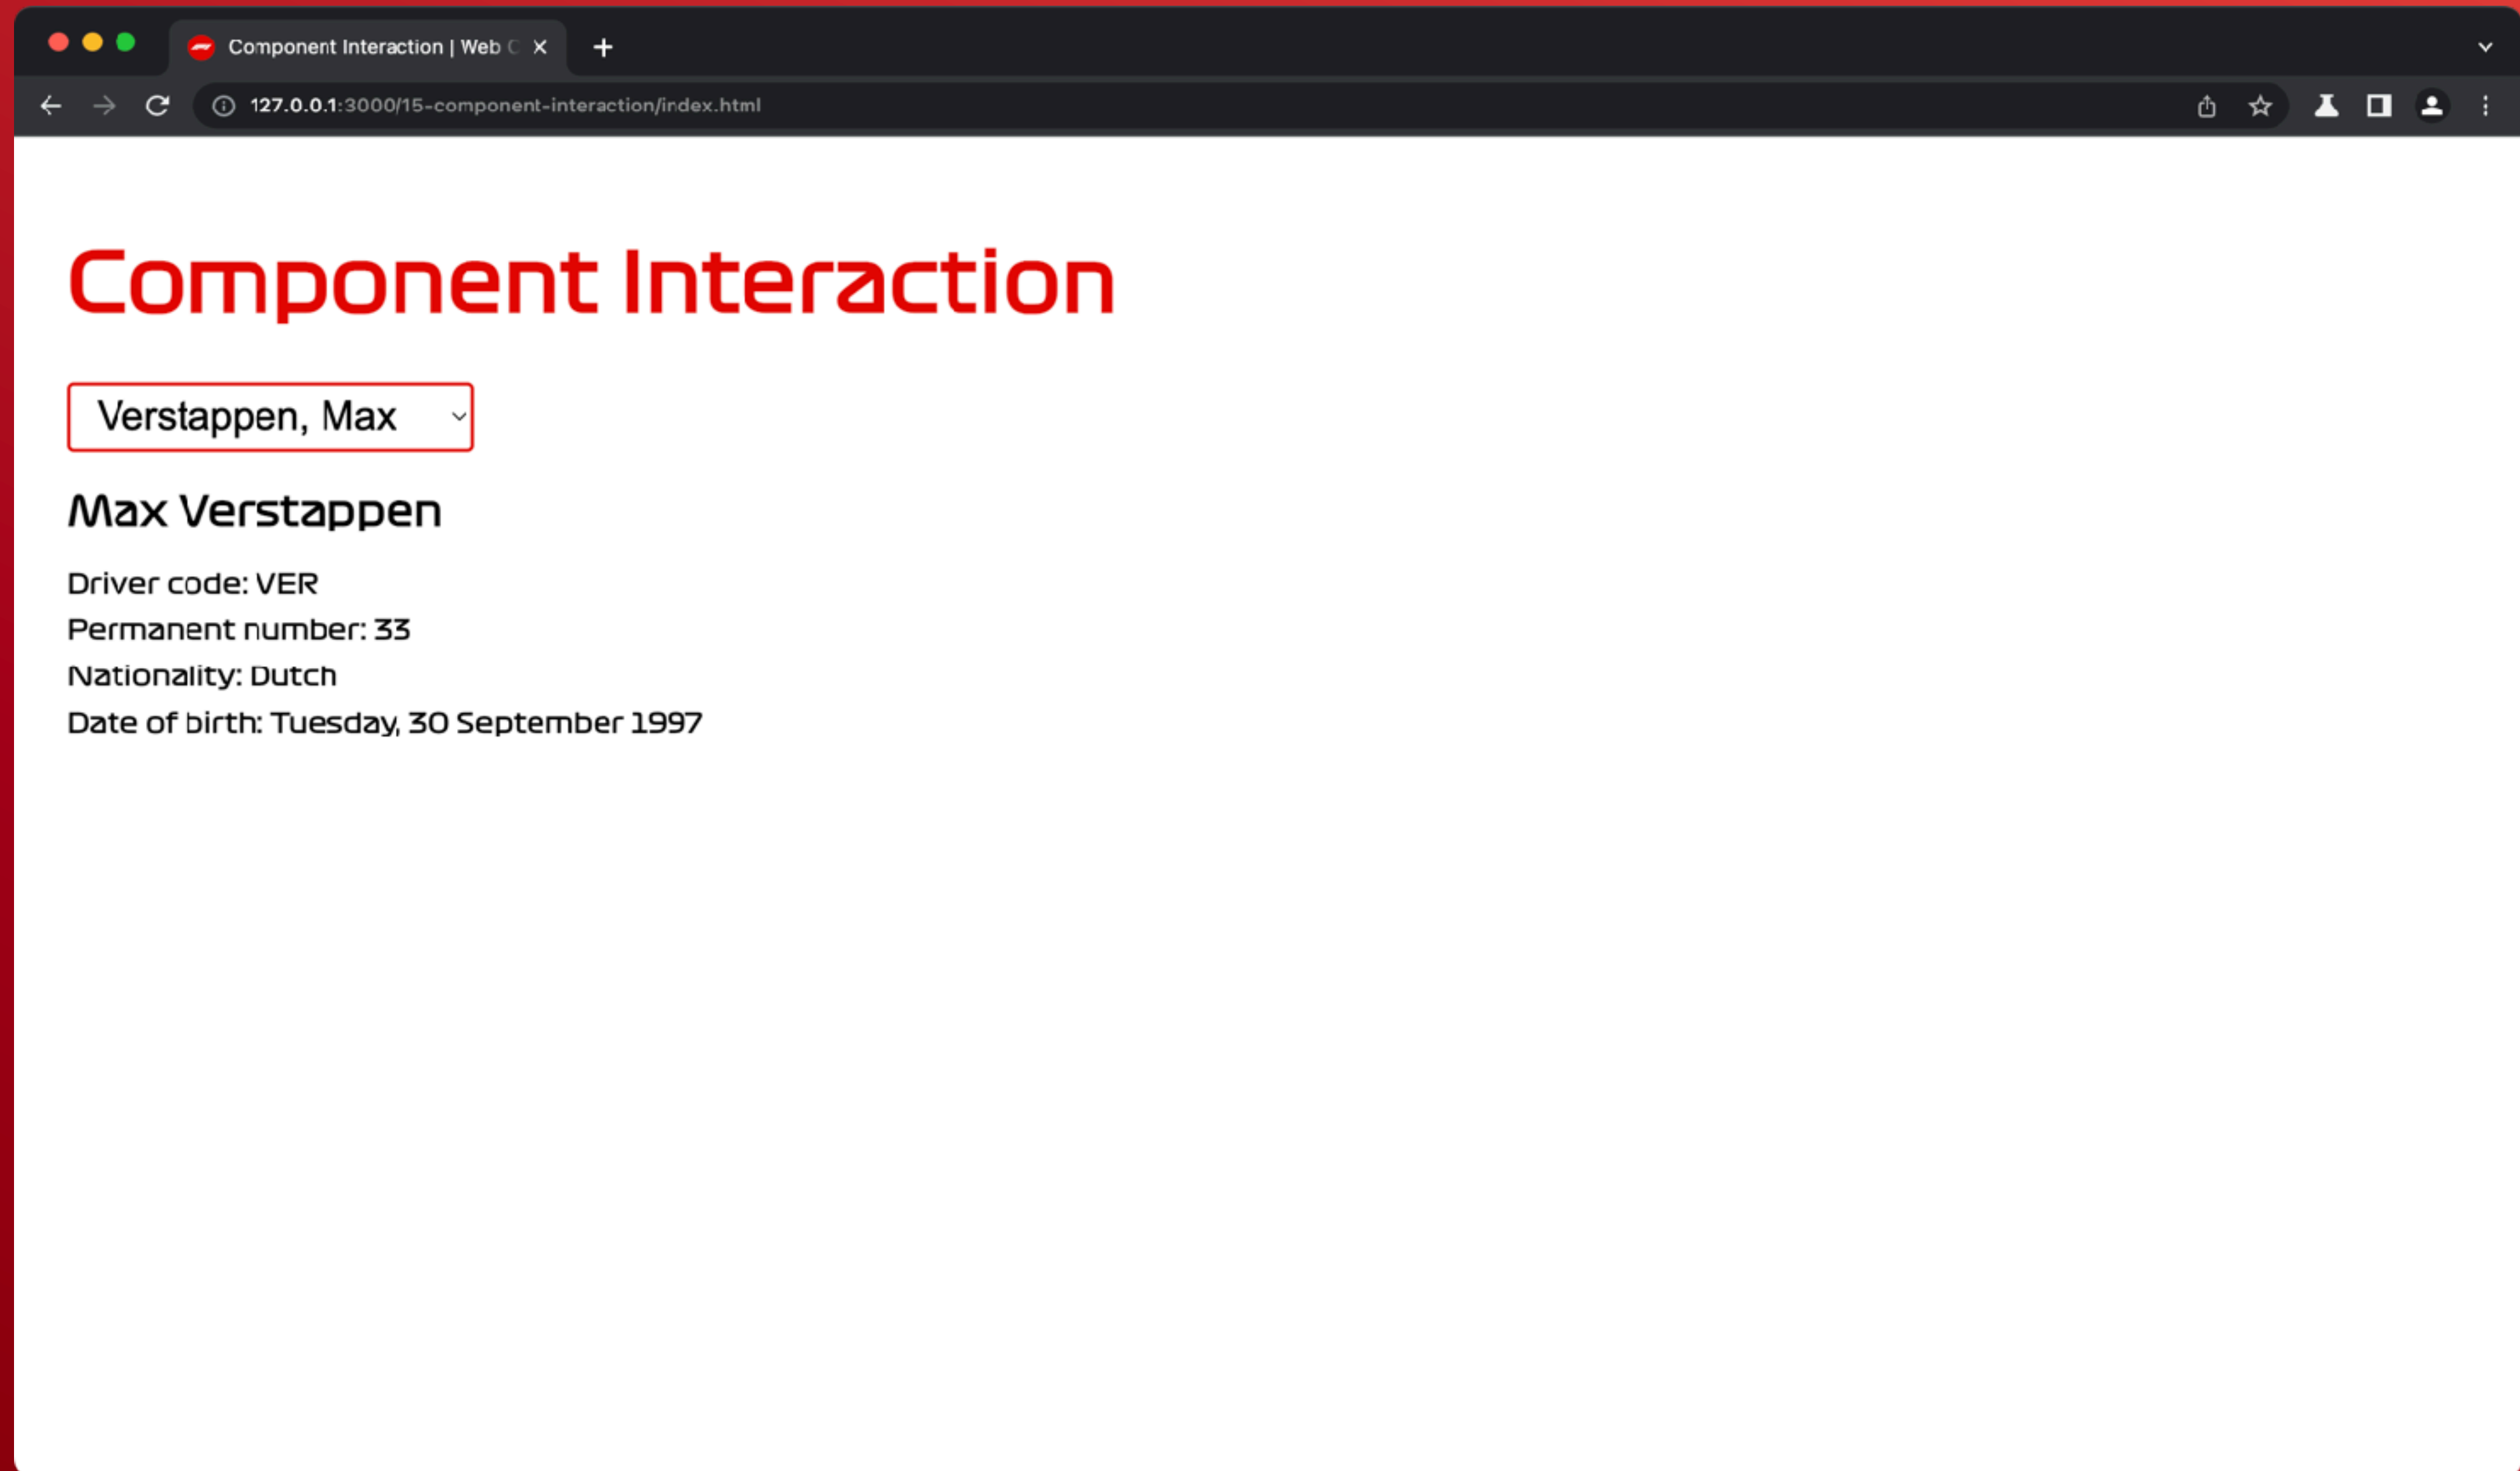 Component Interaction | Web C
127.0.0.1:3000/15-component-interaction/index.html
Component Interaction
Verstappen, Max
Max Verstappen
Driver code: VER
Permanent number: 33
Nationality: Dutch
Date of birth: Tuesday, 30 September 1997